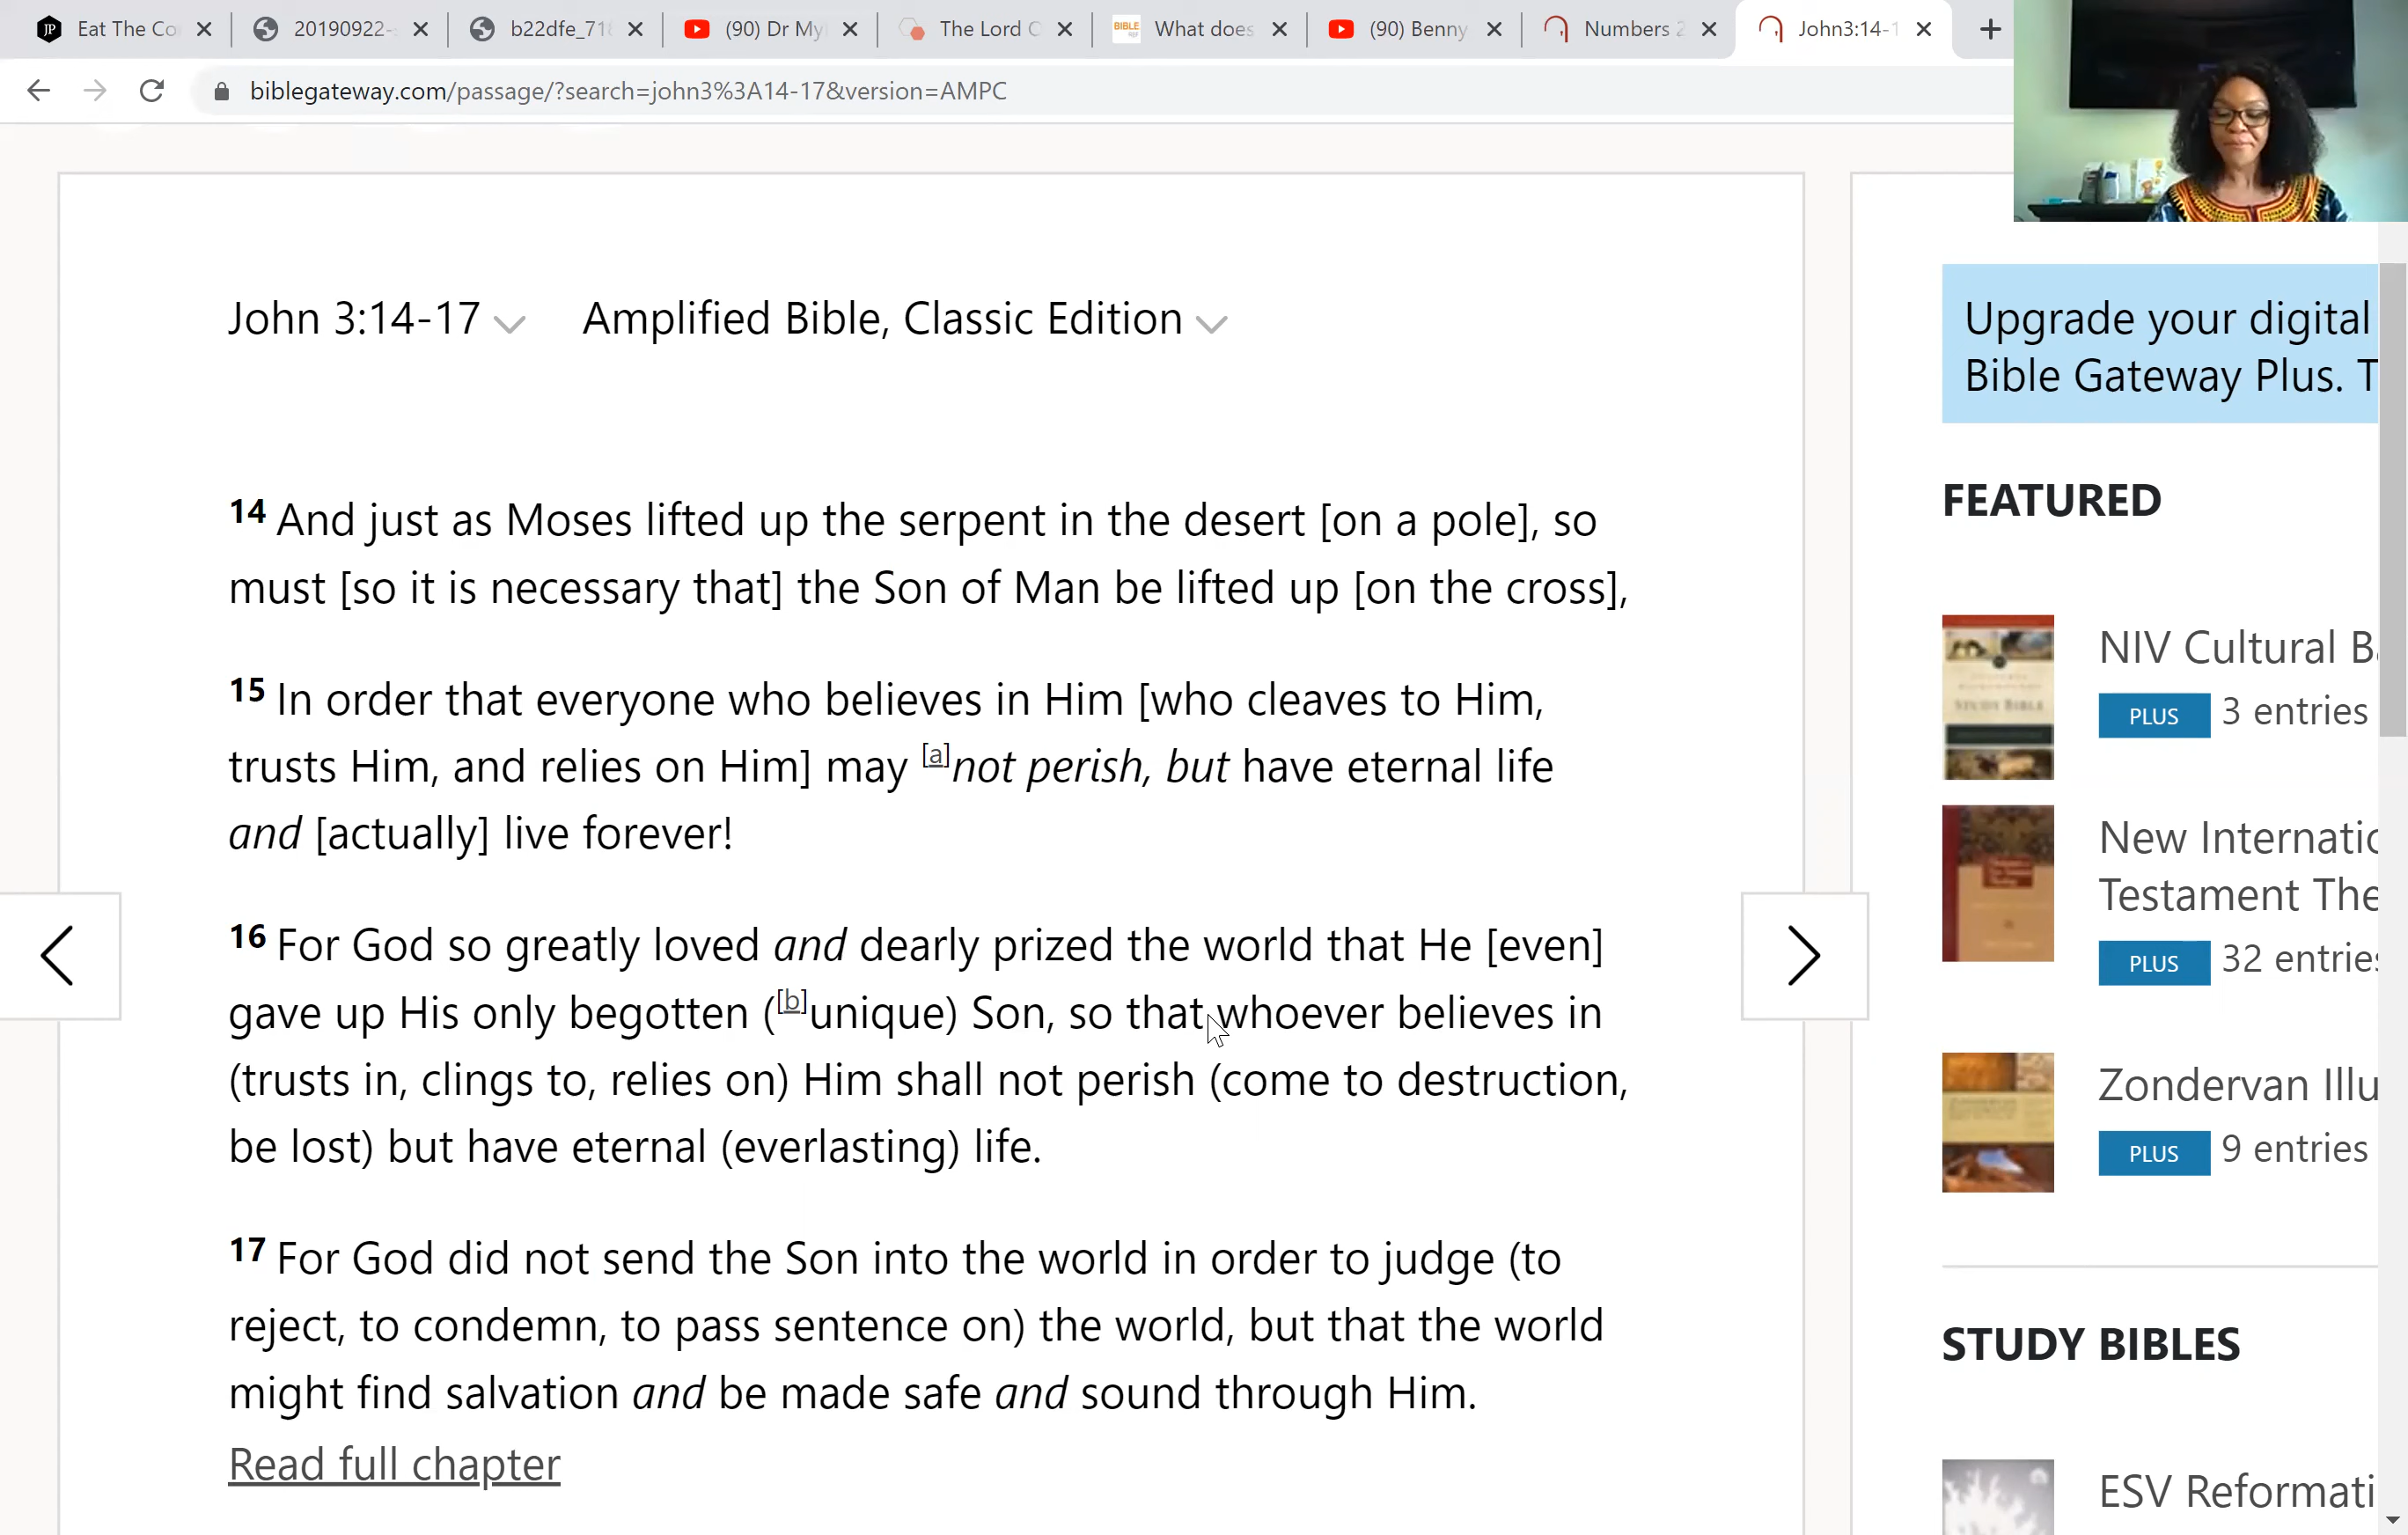 Eat The Co
20190922-
b22dfe_71
(90) Dr My
The Lord
What does
(90) Benny
Numbers 2
John3:14-1
biblegateway.com/passage/?search=john3%3A14-17&version=AMPC
John 3:14-17 Amplified Bible, Classic Edition
14 And just as Moses lifted up the serpent in the desert [on a pole], so
must [so it is necessary that] the Son of Man be lifted up [on the cross],
15 In order that everyone who believes in Him [who cleaves to Him,
trusts Him, and relies on Him] may [a]not perish, but have eternal life
and [actually] live forever!
16 For God so greatly loved and dearly prized the world that He [even]
gave up His only begotten ([b]unique) Son, so that whoever believes in
(trusts in, clings to, relies on) Him shall not perish (come to destruction,
be lost) but have eternal (everlasting) life.
17 For God did not send the Son into the world in order to judge (to
reject, to condemn, to pass sentence on) the world, but that the world
might find salvation and be made safe and sound through Him.
Read full chapter
Upgrade your digital
Bible Gateway Plus. T
FEATURED
NIV Cultural Ba
PLUS 3 entries
New Internatio
Testament The
PLUS 32 entries
Zondervan Illu
PLUS 9 entries
STUDY BIBLES
ESV Reformati